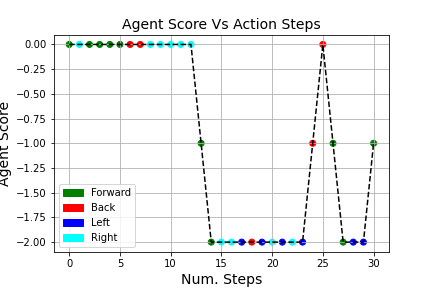 Agent Score Vs Action Steps
Agent Score
0.00
−0.25
−0.50
−0.75
−1.00
−1.25
−1.50
−1.75
−2.00
Forward
Back
Left
Right
0 5 10 15 20 25 30
Num. Steps